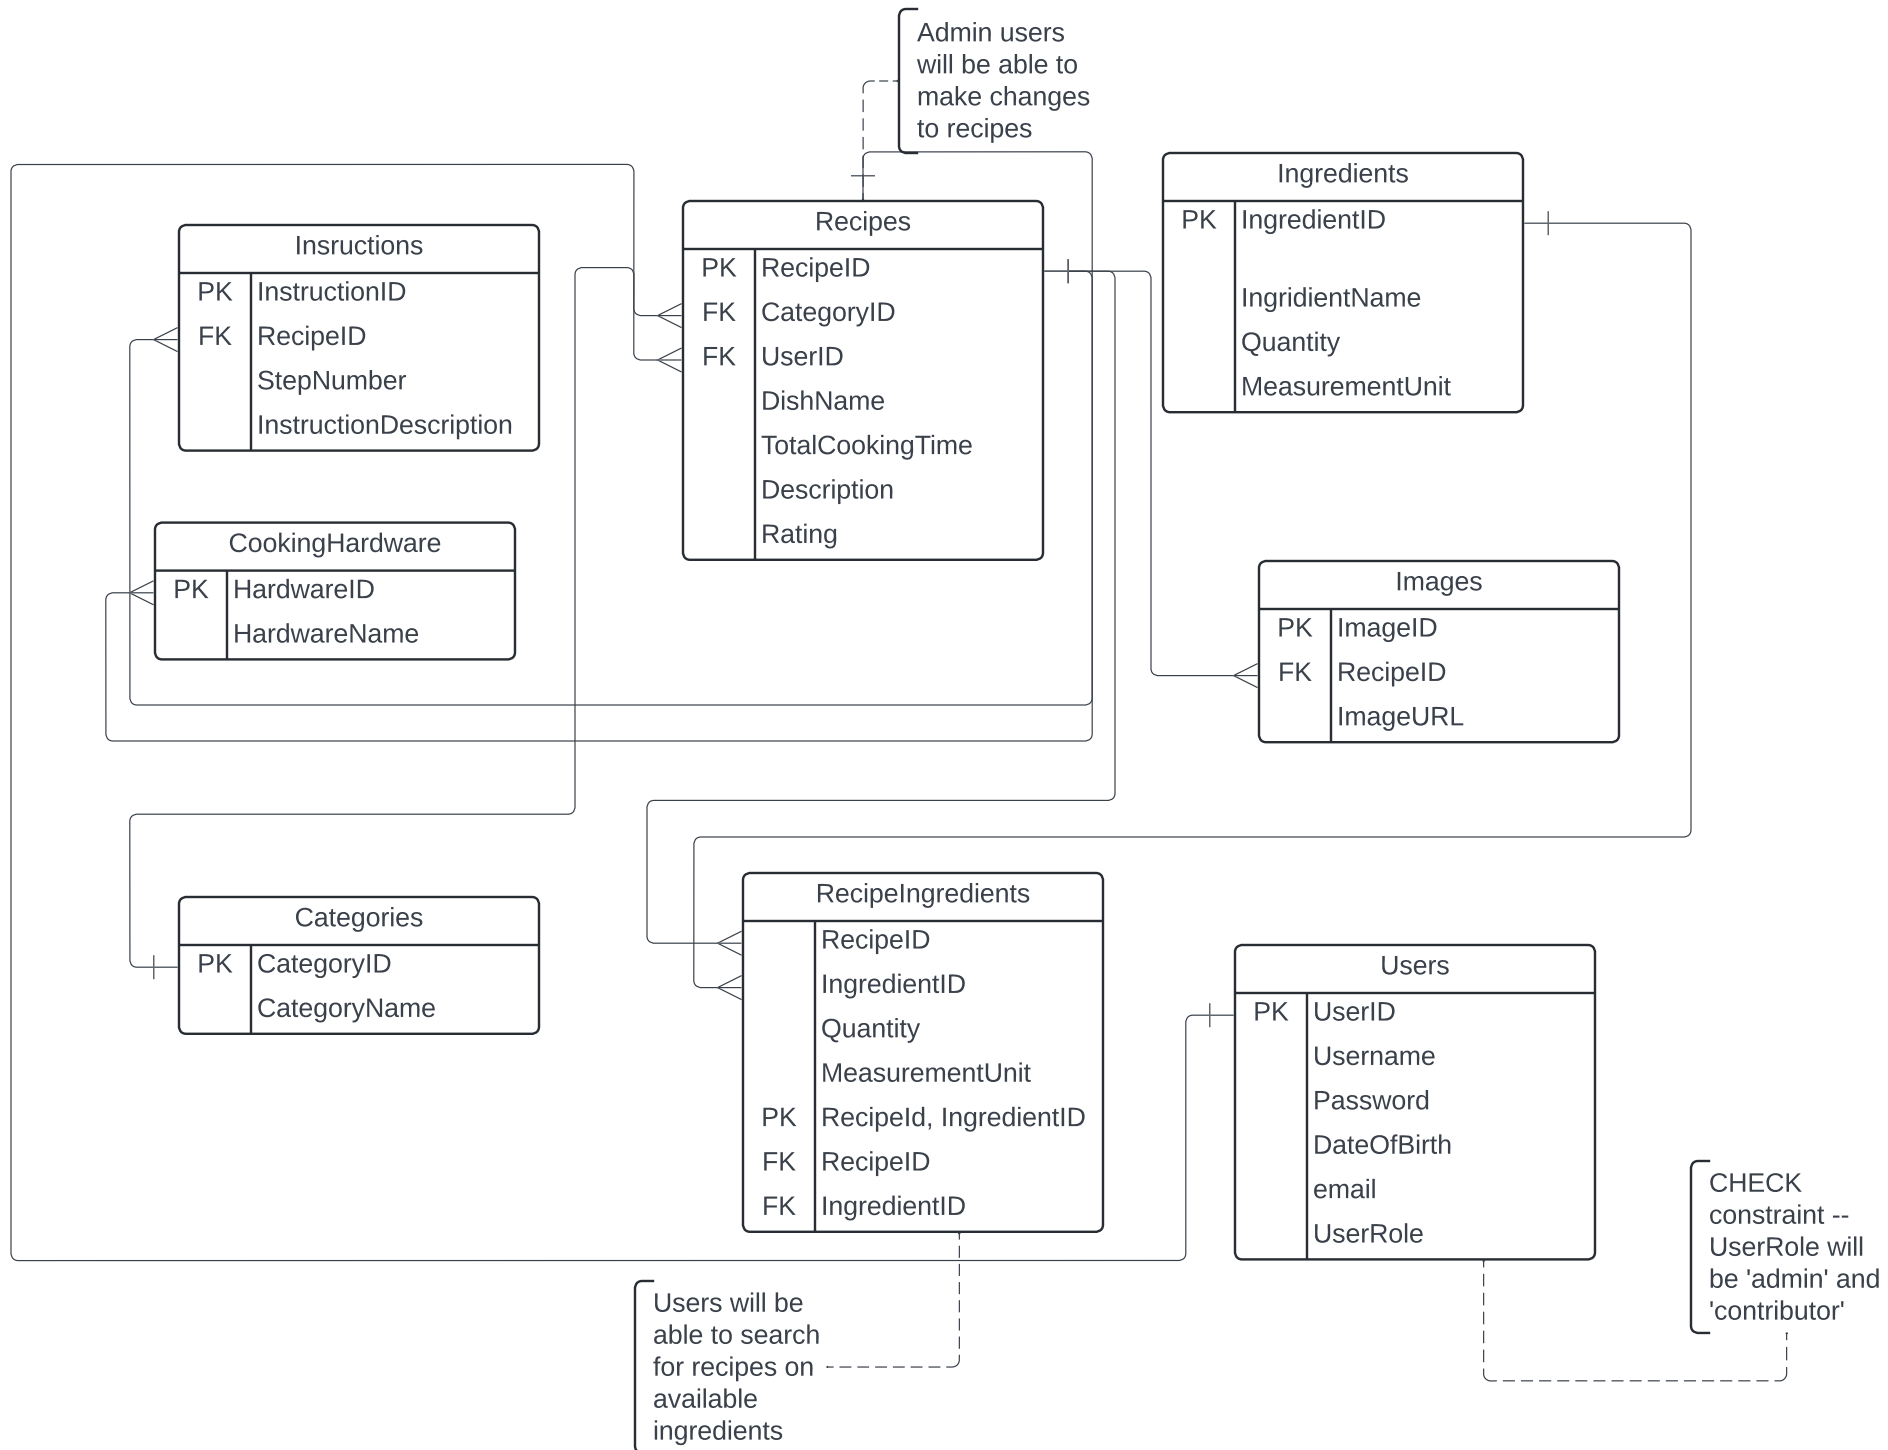 Admin users
will be able to
make changes
to recipes
Insructions
PK InstructionID
FK RecipeID
StepNumber
InstructionDescription
Recipes
PK RecipeID
FK CategoryID
FK UserID
DishName
TotalCookingTime
Description
Rating
Ingredients
PK IngredientID
IngridientName
Quantity
MeasurementUnit
CookingHardware
PK HardwareID
HardwareName
Images
PK ImageID
FK RecipeID
ImageURL
Categories
PK CategoryID
CategoryName
RecipeIngredients
RecipeID
IngredientID
Quantity
MeasurementUnit
PK RecipeId, IngredientID
FK RecipeID
FK IngredientID
Users
PK UserID
Username
Password
DateOfBirth
email
UserRole
CHECK
constraint --
UserRole will
be 'admin' and
'contributor'
Users will be
able to search
for recipes on
available
ingredients